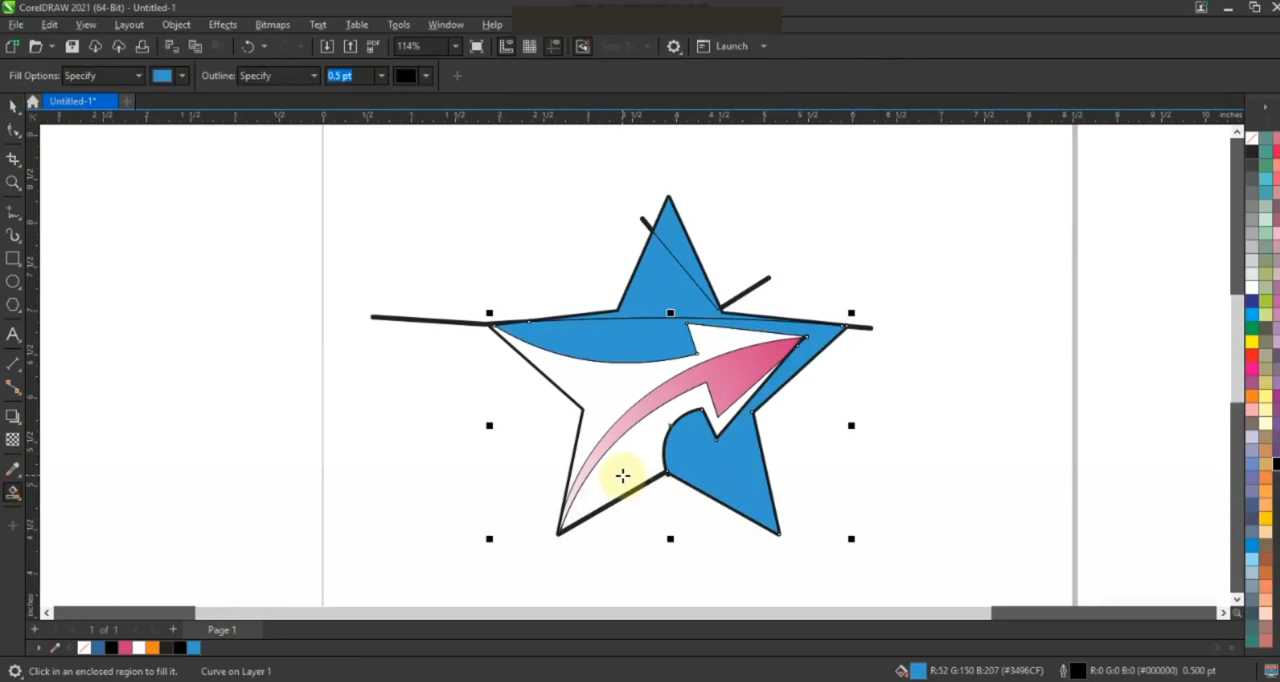 CorelDRAW 2021 (64-Bit) - Untitled-1
File Edit View Layout Object Effects Bitmaps Text Table Tools Window Help
PDF 114% Launch
Fill Options: Specify Outline: Specify 0.5 pt
Untitled-1*
inches
1 of 1 Page 1
Click in an enclosed region to fill it. Curve on Layer 1 R:52 G:150 B:207 (#3496CF) R:0 G:0 B:0 (#000000) 0.500 pt